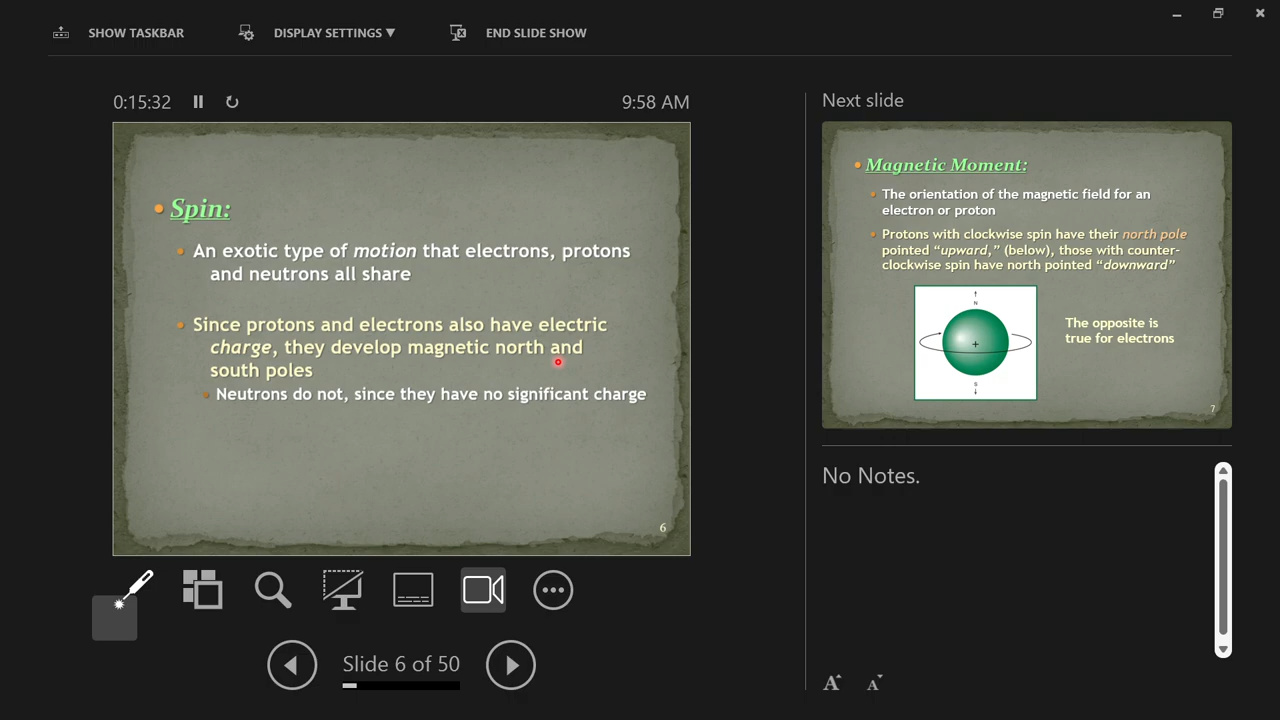 SHOW TASKBAR
DISPLAY SETTINGS ▼
END SLIDE SHOW
0:15:32
9:58 AM
• Spin:
• An exotic type of motion that electrons, protons
and neutrons all share
• Since protons and electrons also have electric
charge, they develop magnetic north and
south poles
• Neutrons do not, since they have no significant charge
6
Slide 6 of 50
Next slide
• Magnetic Moment:
• The orientation of the magnetic field for an
electron or proton
• Protons with clockwise spin have their north pole
pointed “upward,” (below), those with counter-
clockwise spin have north pointed “downward”
N
+
S
The opposite is
true for electrons
7
No Notes.
A A